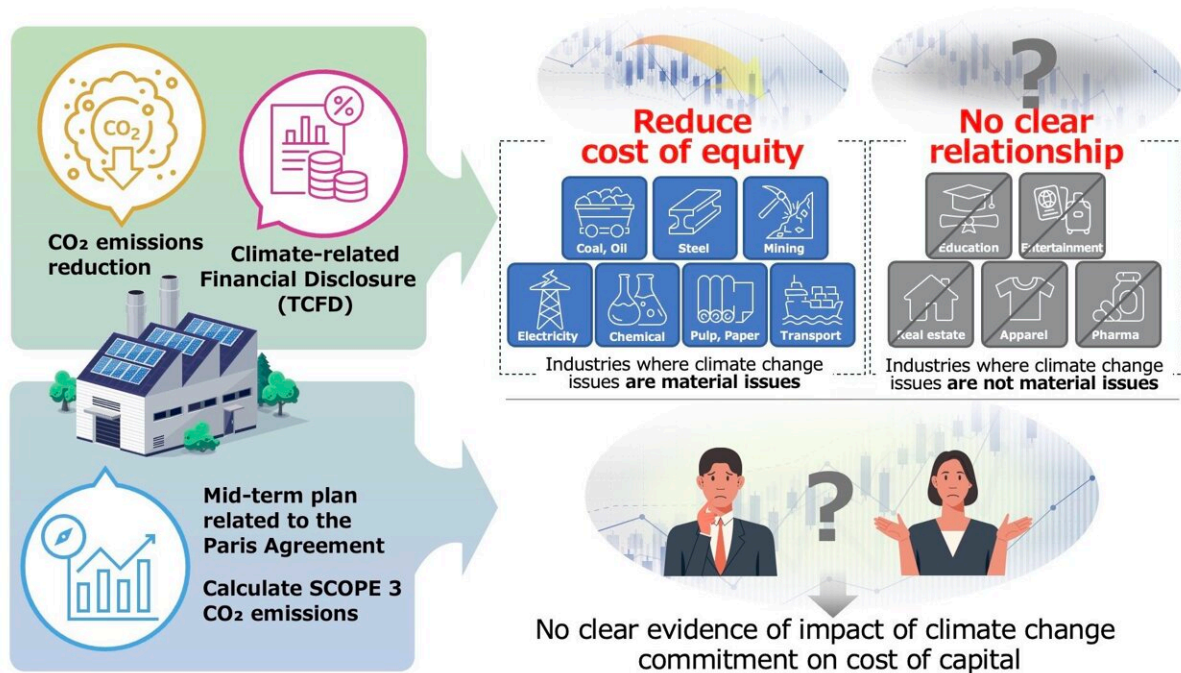 CO₂
CO₂ emissions
reduction
%
Climate-related
Financial Disclosure
(TCFD)
Mid-term plan
related to the
Paris Agreement
Calculate SCOPE 3
CO₂ emissions
Reduce
cost of equity
Coal, Oil
Steel
Mining
Electricity
Chemical
Pulp, Paper
Transport
Industries where climate change
issues are material issues
?
No clear
relationship
Education
Entertainment
Real estate
Apparel
Pharma
Industries where climate change
issues are not material issues
?
No clear evidence of impact of climate change
commitment on cost of capital